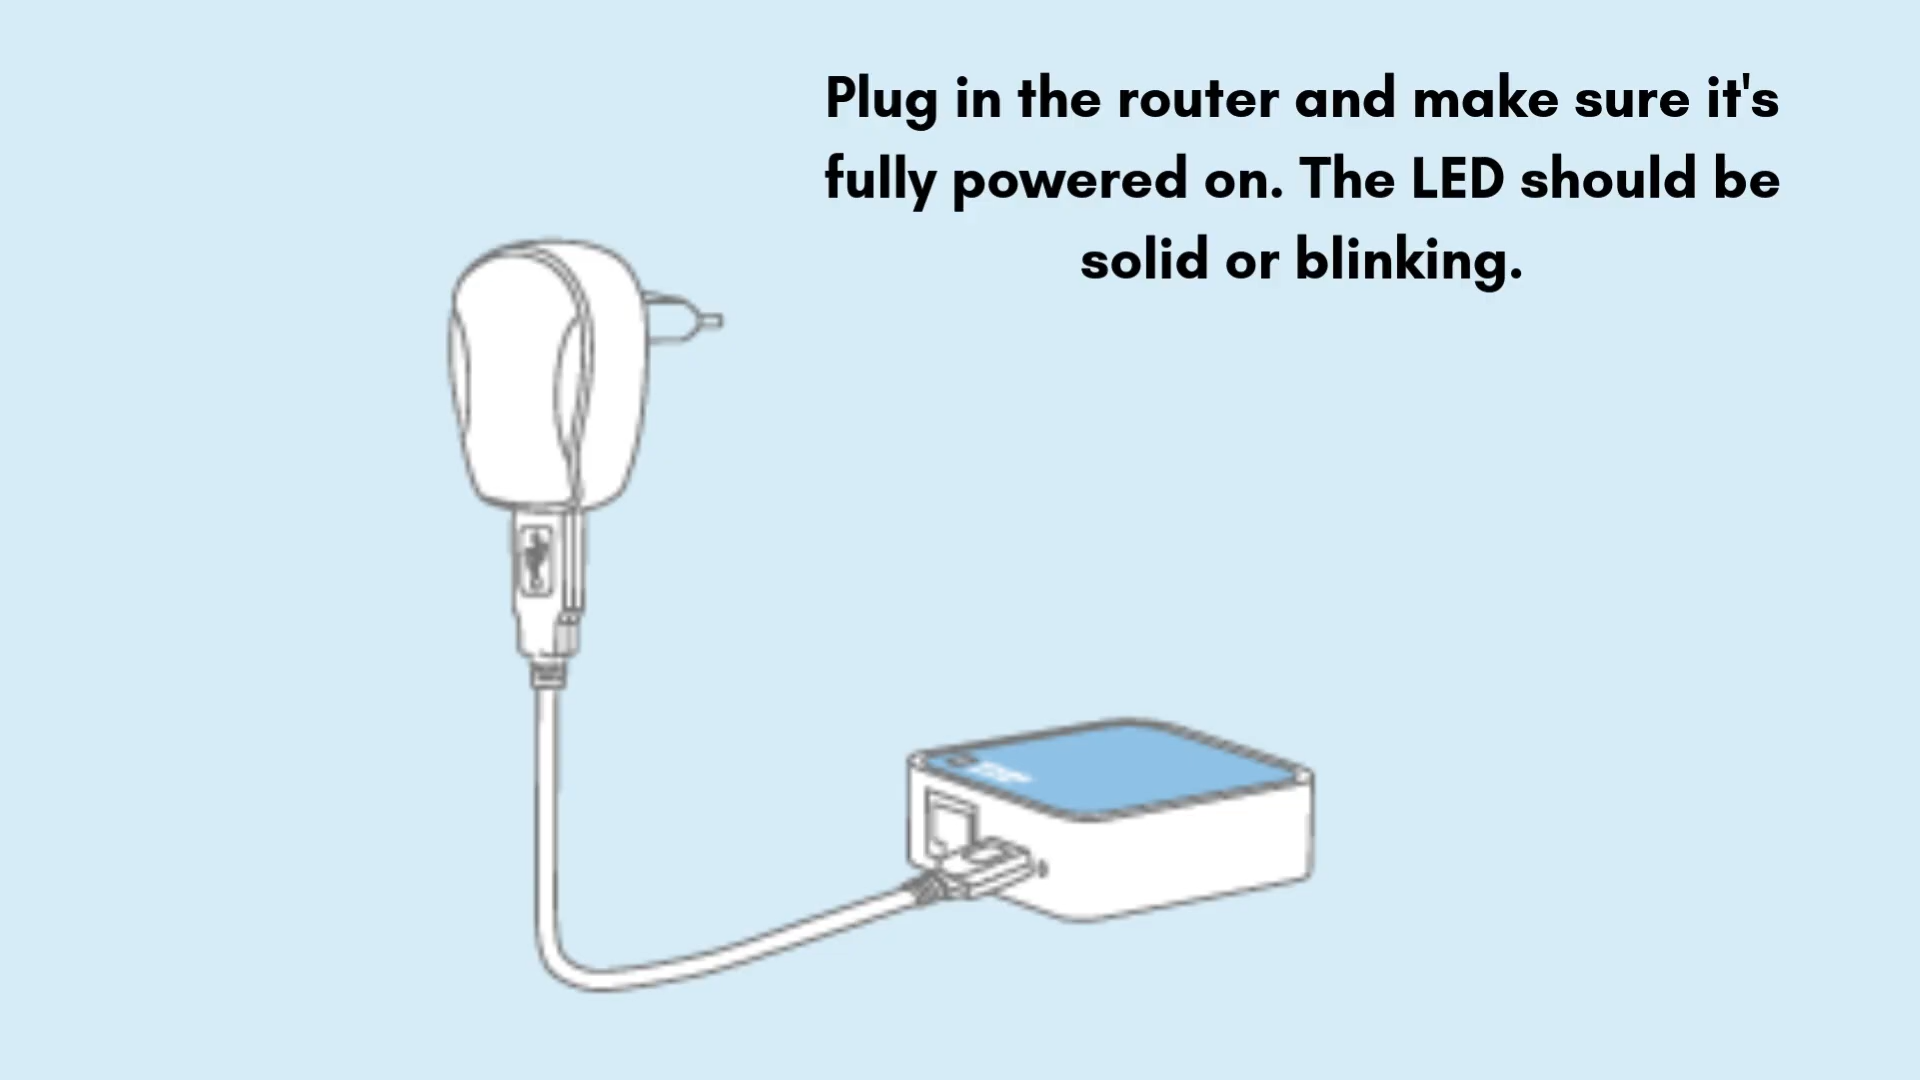 Plug in the router and make sure it's
fully powered on. The LED should be
solid or blinking.